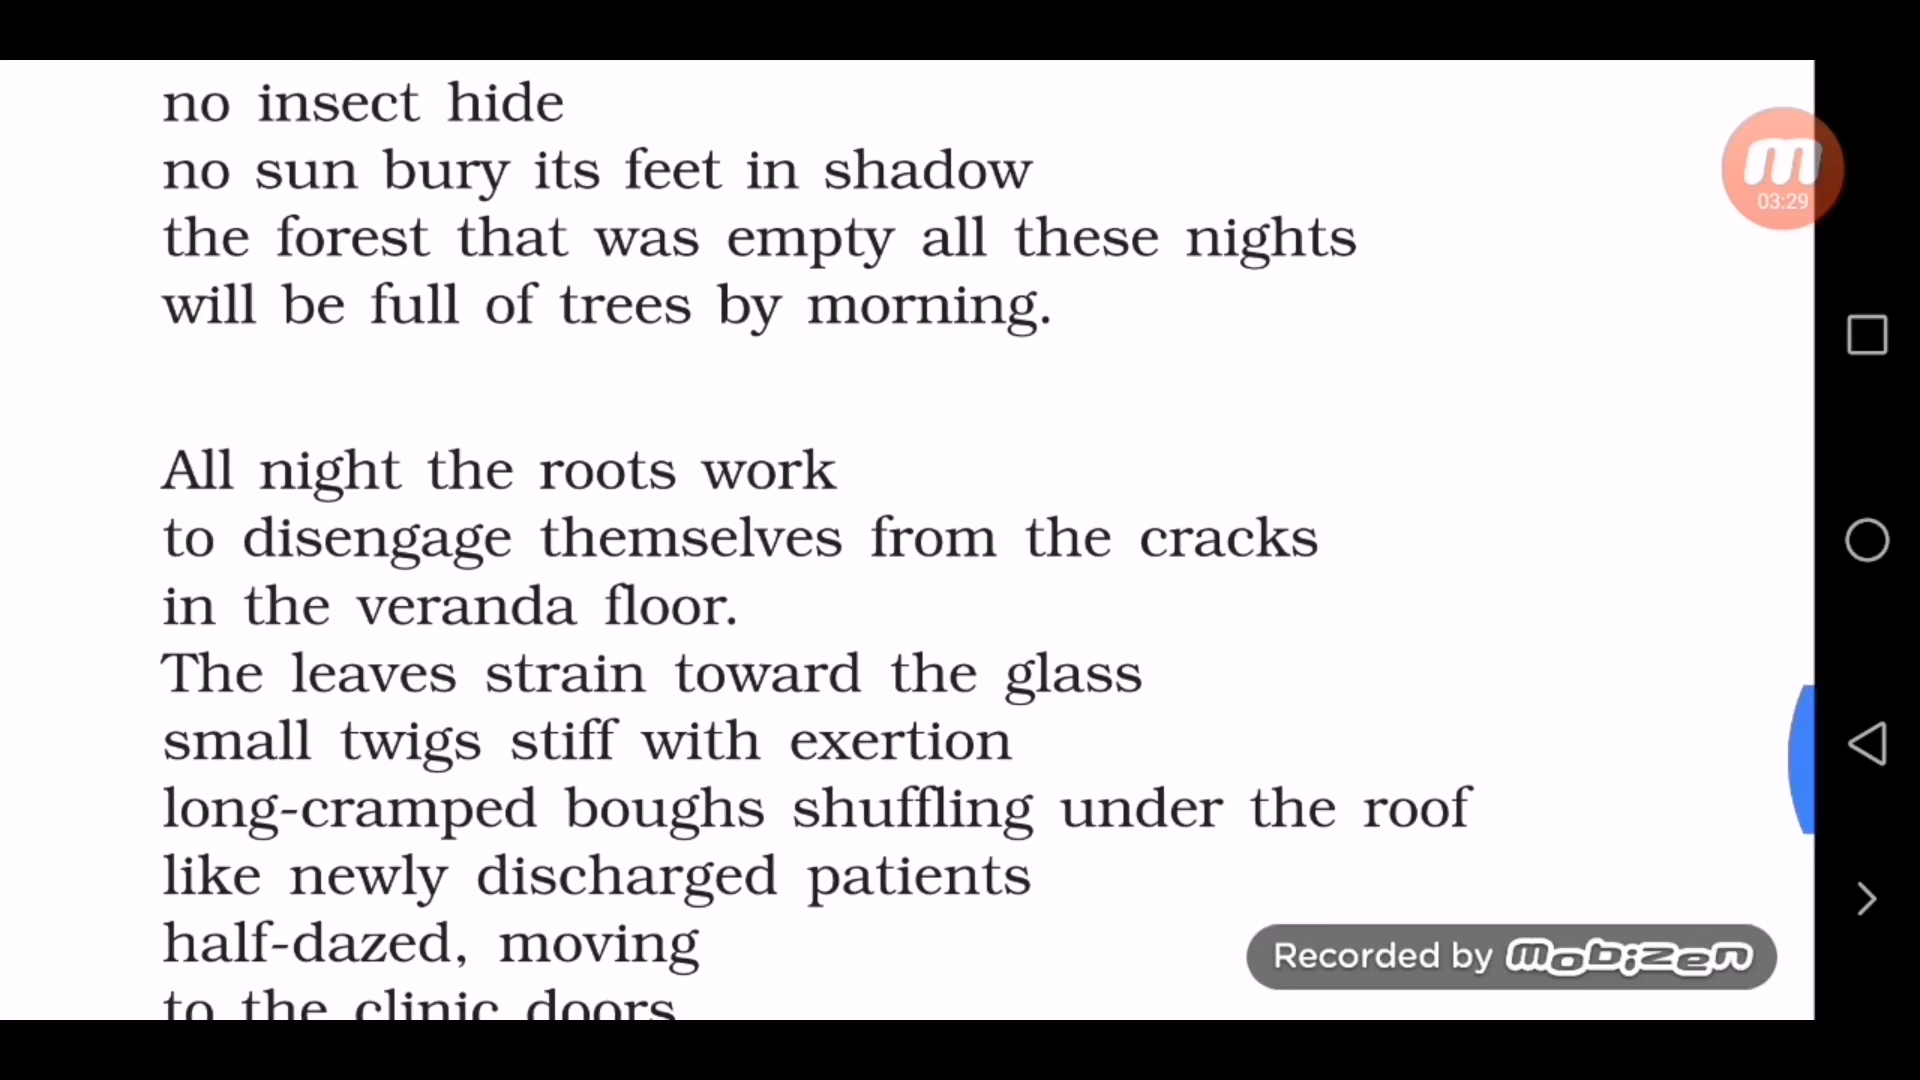 no insect hide
no sun bury its feet in shadow
the forest that was empty all these nights
will be full of trees by morning.
All night the roots work
to disengage themselves from the cracks
in the veranda floor.
The leaves strain toward the glass
small twigs stiff with exertion
long-cramped boughs shuffling under the roof
like newly discharged patients
half-dazed, moving
to the clinic doors
03:29
Recorded by mobizen